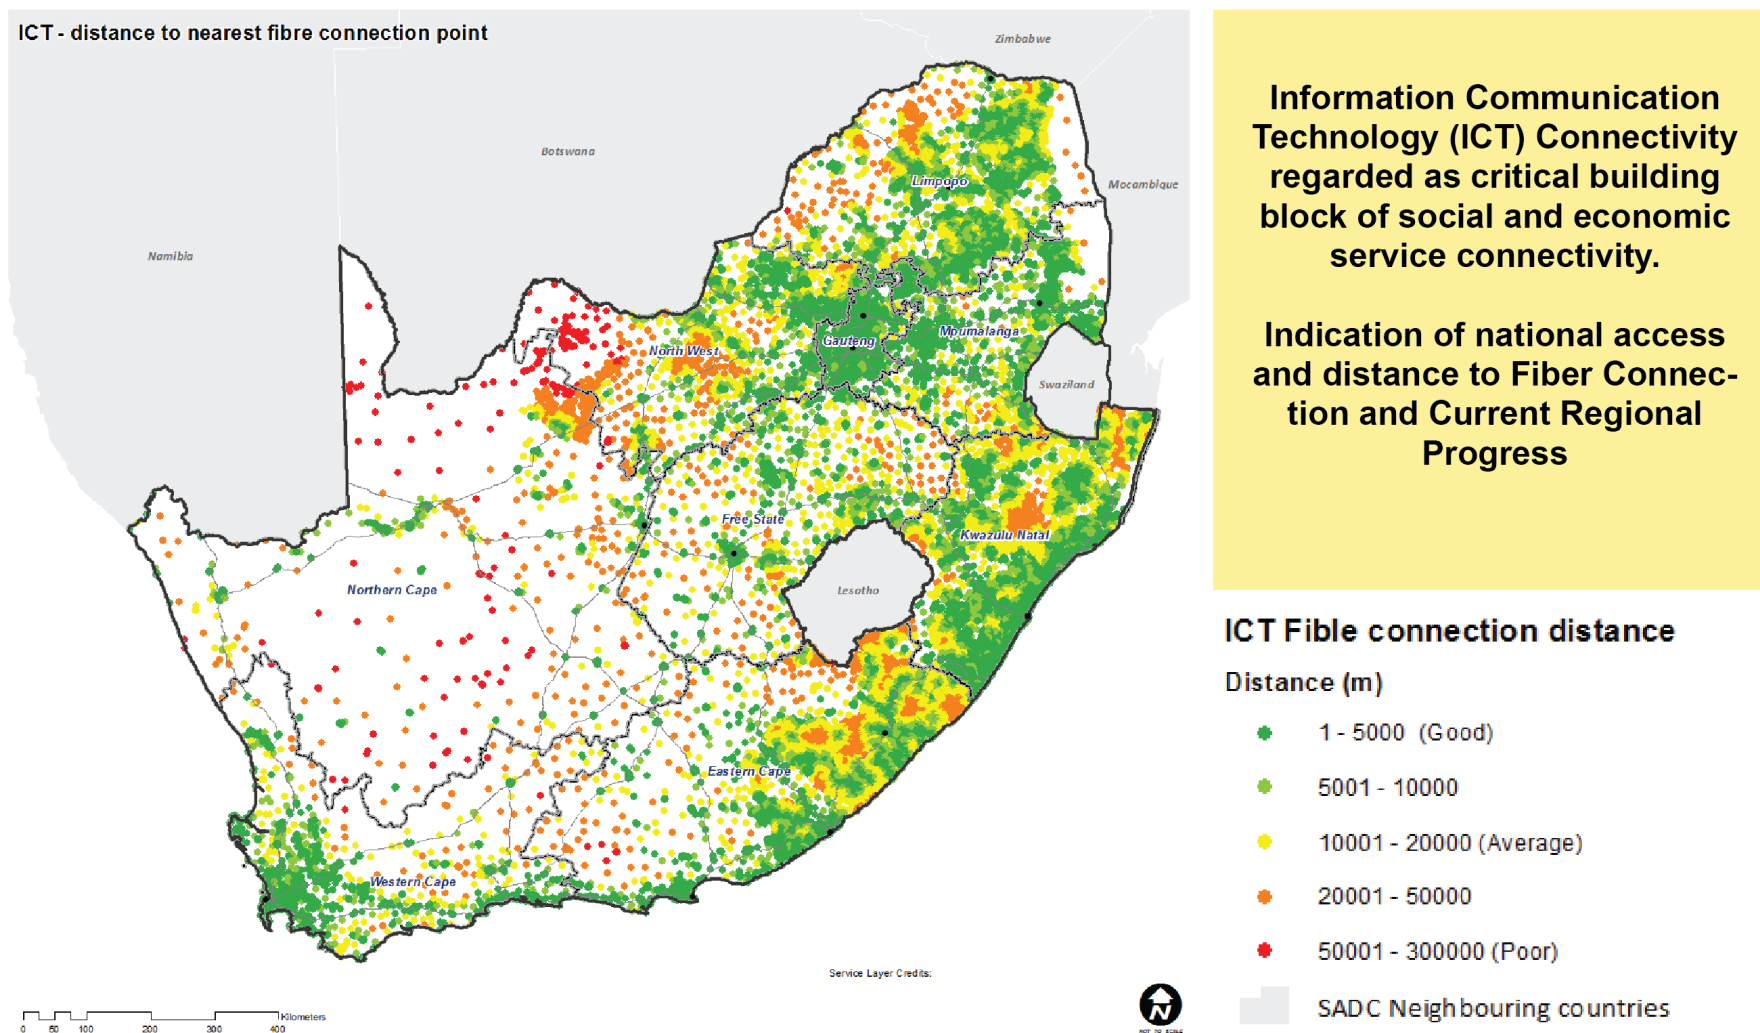 ICT - distance to nearest fibre connection point
Zimbabwe
Botswana
Mocambique
Namibia
Limpopo
North West
Gauteng
Mpumalanga
Swaziland
Free State
Kwazulu Natal
Northern Cape
Lesotho
Eastern Cape
Western Cape
Service Layer Credits:
Kilometers
0 50 100 200 300 400
N
NOT TO SCALE
Information Communication
Technology (ICT) Connectivity
regarded as critical building
block of social and economic
service connectivity.
Indication of national access
and distance to Fiber Connec-
tion and Current Regional
Progress
ICT Fible connection distance
Distance (m)
1 - 5000 (Good)
5001 - 10000
10001 - 20000 (Average)
20001 - 50000
50001 - 300000 (Poor)
SADC Neighbouring countries